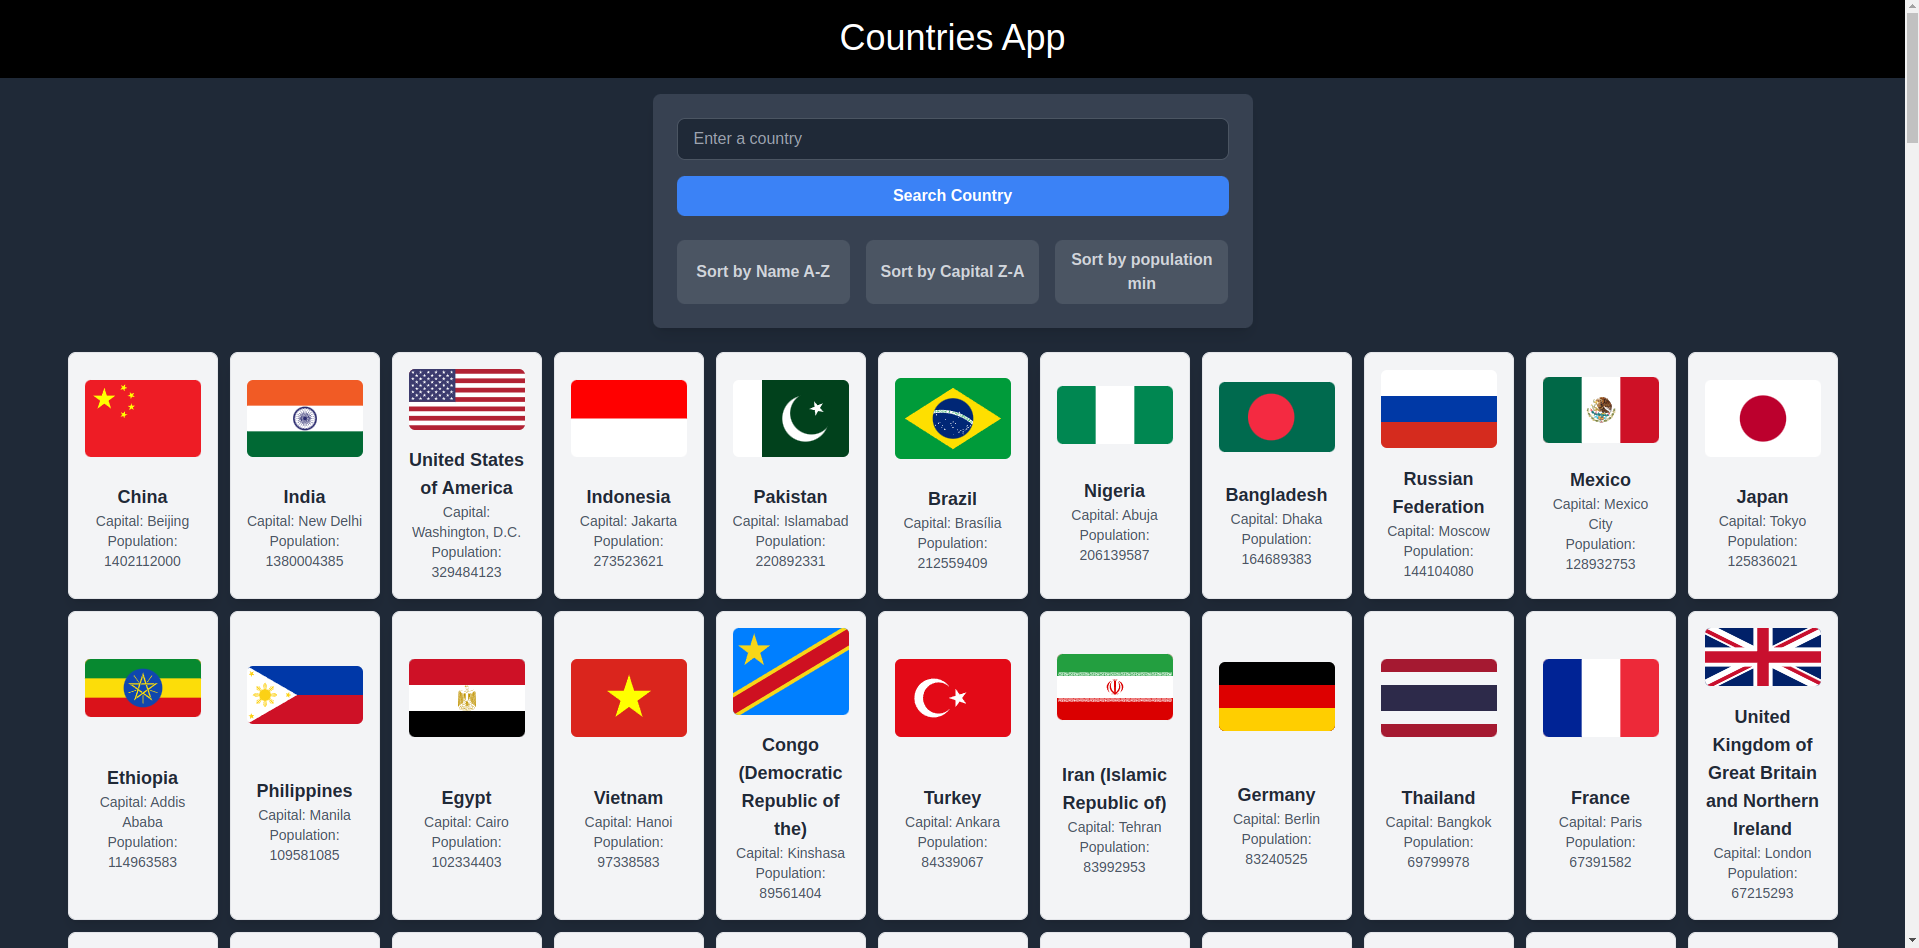 Countries App
Enter a country
Search Country
Sort by Name A-Z
Sort by Capital Z-A
Sort by population
min
China
Capital: Beijing
Population:
1402112000
India
Capital: New Delhi
Population:
1380004385
United States
of America
Capital:
Washington, D.C.
Population:
329484123
Indonesia
Capital: Jakarta
Population:
273523621
Pakistan
Capital: Islamabad
Population:
220892331
Brazil
Capital: Brasília
Population:
212559409
Nigeria
Capital: Abuja
Population:
206139587
Bangladesh
Capital: Dhaka
Population:
164689383
Russian
Federation
Capital: Moscow
Population:
144104080
Mexico
Capital: Mexico
City
Population:
128932753
Japan
Capital: Tokyo
Population:
125836021
Ethiopia
Capital: Addis
Ababa
Population:
114963583
Philippines
Capital: Manila
Population:
109581085
Egypt
Capital: Cairo
Population:
102334403
Vietnam
Capital: Hanoi
Population:
97338583
Congo
(Democratic
Republic of
the)
Capital: Kinshasa
Population:
89561404
Turkey
Capital: Ankara
Population:
84339067
Iran (Islamic
Republic of)
Capital: Tehran
Population:
83992953
Germany
Capital: Berlin
Population:
83240525
Thailand
Capital: Bangkok
Population:
69799978
France
Capital: Paris
Population:
67391582
United
Kingdom of
Great Britain
and Northern
Ireland
Capital: London
Population:
67215293